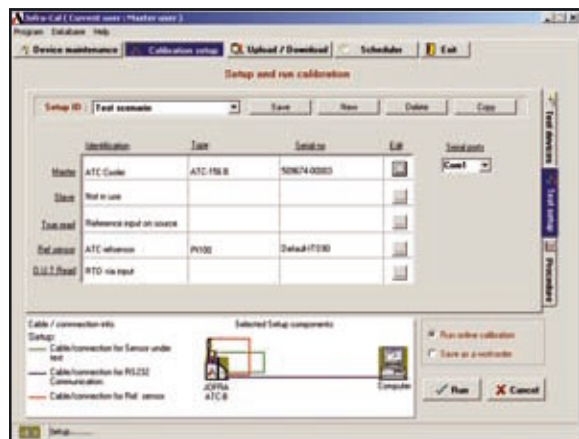 Jofra-Cal ( Current user : Master user )
Program Database Help
Device maintenance Calibration setup Upload / Download Scheduler Exit
Setup and run calibration
Setup ID : Test scenario Save New Delete Copy
Identification Type Serial no Edit Serial ports
Master ATC Cooler ATC-156 B Com1
Slave Not in use
True read Reference input on source
Ref.sensor ATC refsensor Pt100
D.U.T Read RTD via input
Test devices
Test setup
Procedure
Cable / connection info Selected Setup components
Setup:
Cable/connection for Sensor under test
Cable/connection for RS232 Communication
Cable/connection for Ref. sensor
JOFRA
ATC-B
Computer
Run online calibration
Save as a workorder
Run Cancel
Setup........